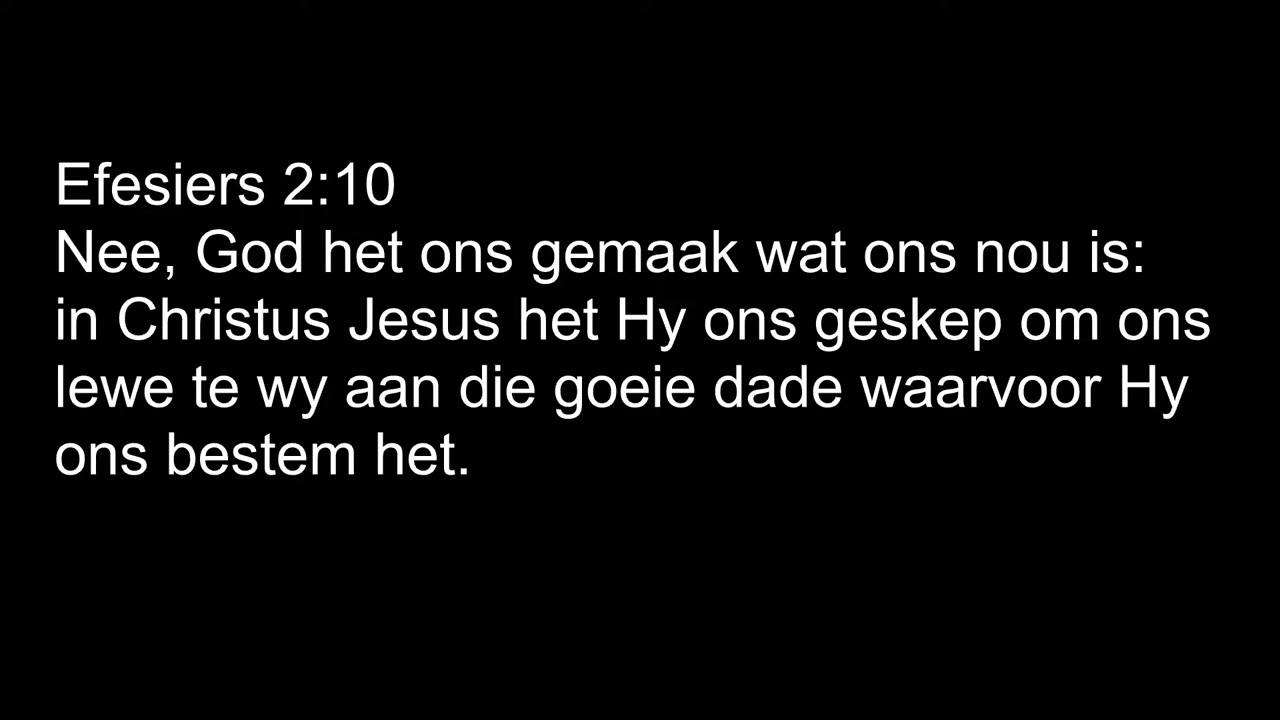 Efesiers 2:10
Nee, God het ons gemaak wat ons nou is:
in Christus Jesus het Hy ons geskep om ons
lewe te wy aan die goeie dade waarvoor Hy
ons bestem het.